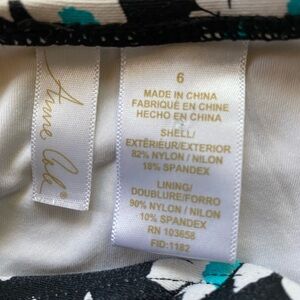 Anne Cole®
6
MADE IN CHINA
FABRIQUÉ EN CHINE
HECHO EN CHINA
SHELL/
EXTÉRIEUR/EXTERIOR
82% NYLON / NILON
18% SPANDEX
LINING/
DOUBLURE/FORRO
90% NYLON / NILON
10% SPANDEX
RN 103658
FID:1182